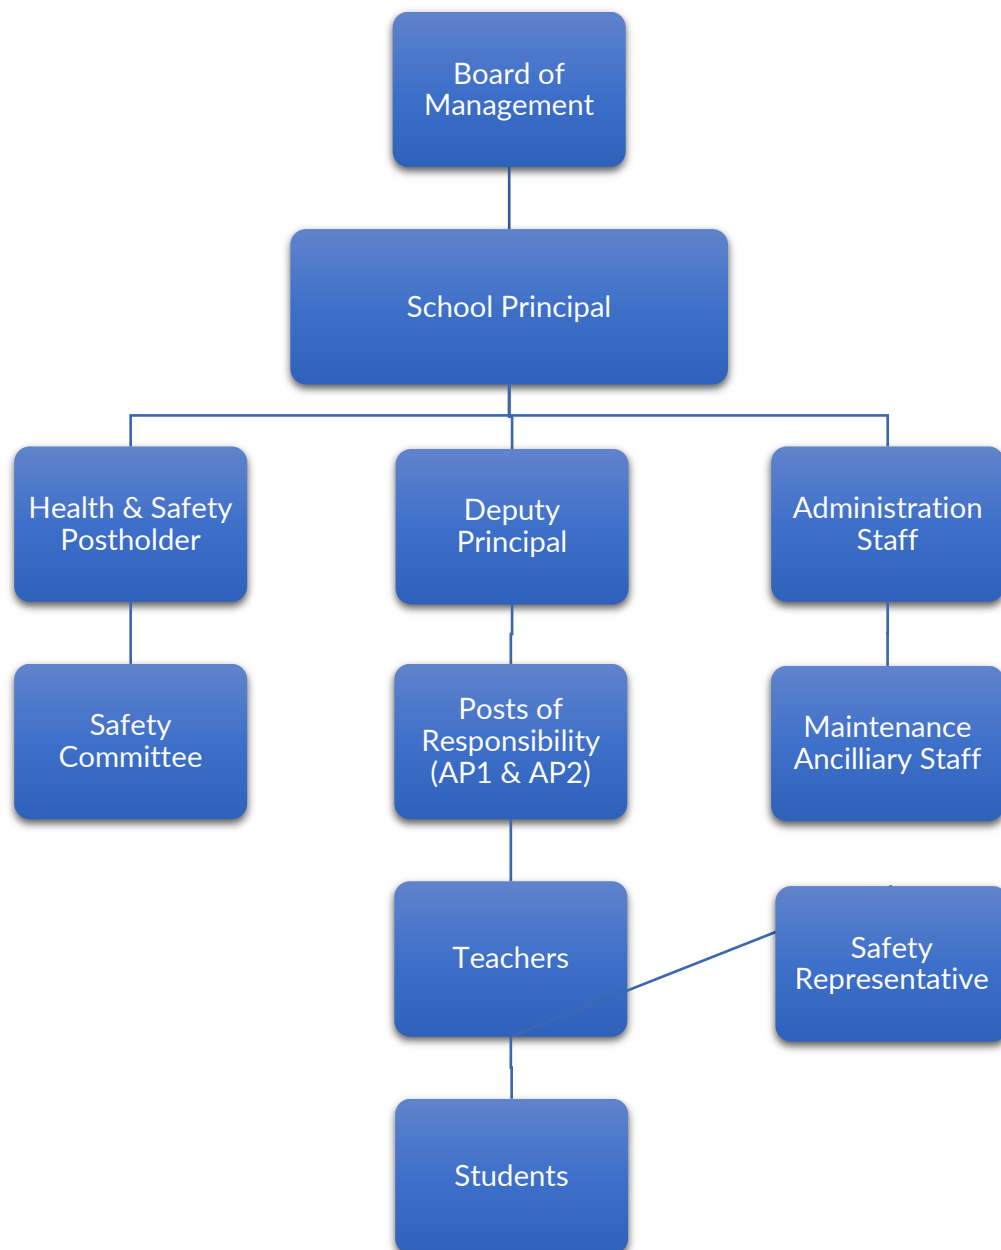 Board of
Management
School Principal
Health & Safety
Postholder
Deputy
Principal
Administration
Staff
Safety
Committee
Posts of
Responsibility
(AP1 & AP2)
Maintenance
Ancilliary Staff
Teachers
Safety
Representative
Students